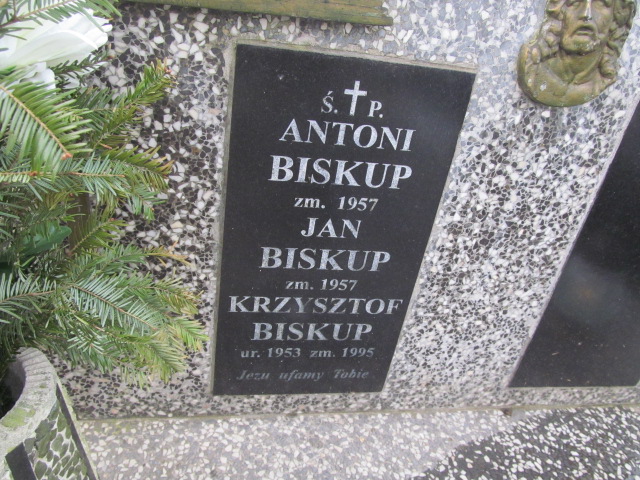 Ś. P.
ANTONI
BISKUP
zm. 1957
JAN
BISKUP
zm. 1957
KRZYSZTOF
BISKUP
ur. 1953 zm. 1995
Jezu ufamy Tobie